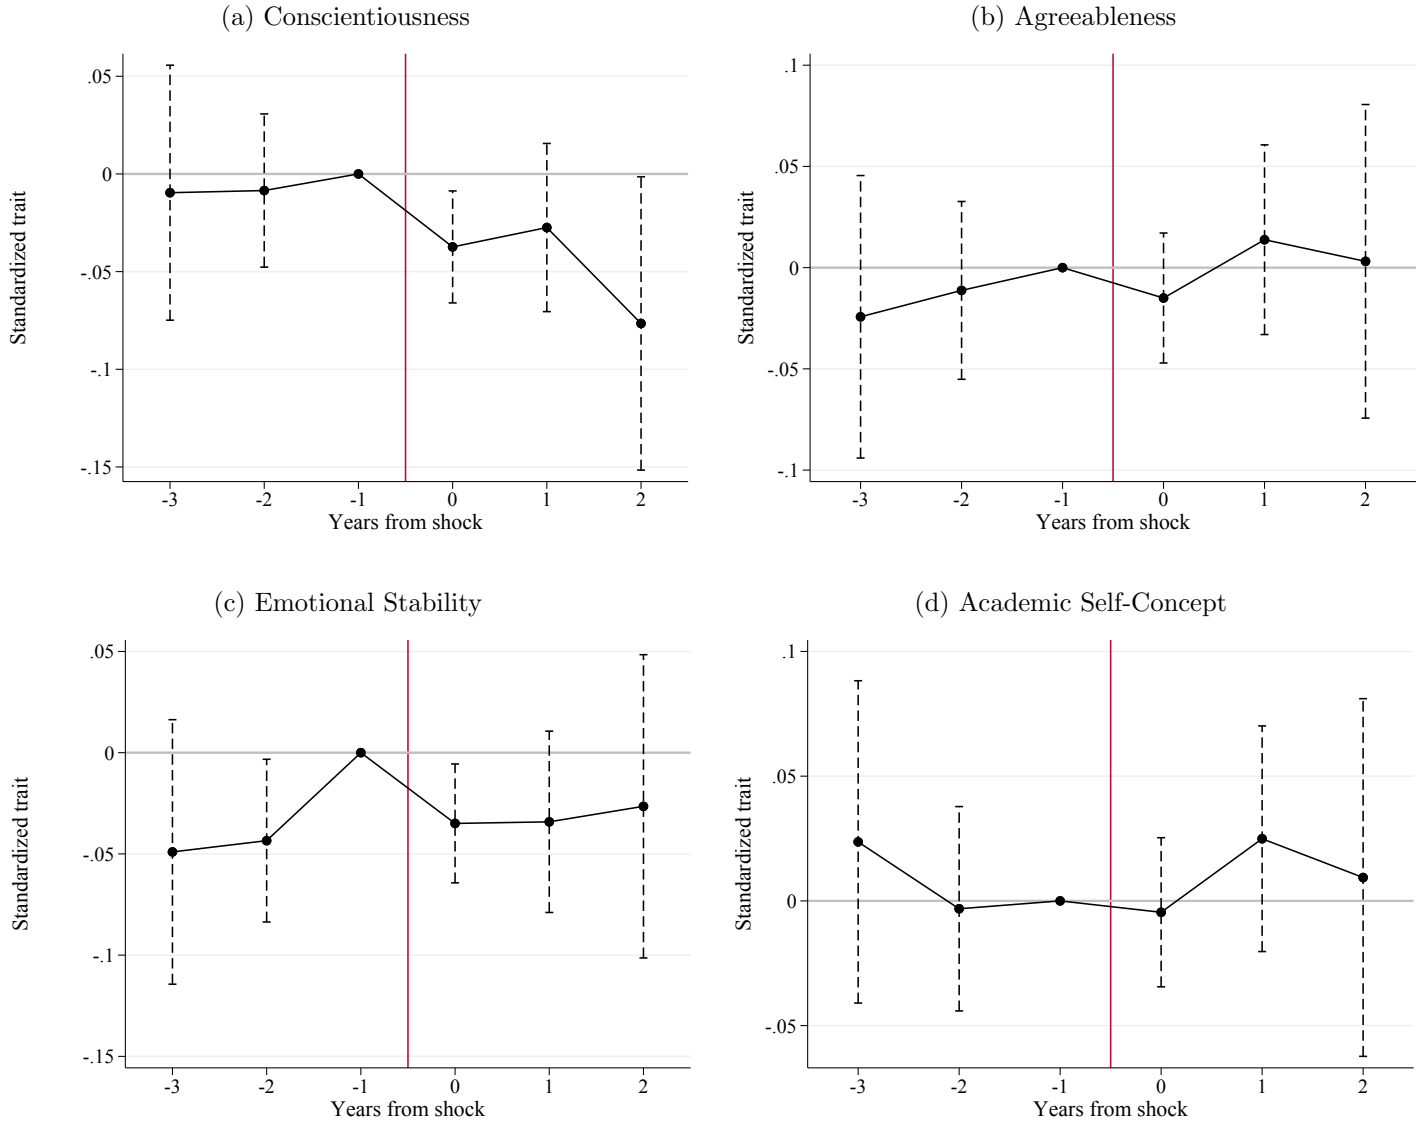 (a) Conscientiousness
Standardized trait
.05
0
-.05
-.1
-.15
-3 -2 -1 0 1 2
Years from shock
(b) Agreeableness
Standardized trait
.1
.05
0
-.05
-.1
-3 -2 -1 0 1 2
Years from shock
(c) Emotional Stability
Standardized trait
.05
0
-.05
-.1
-.15
-3 -2 -1 0 1 2
Years from shock
(d) Academic Self-Concept
Standardized trait
.1
.05
0
-.05
-3 -2 -1 0 1 2
Years from shock